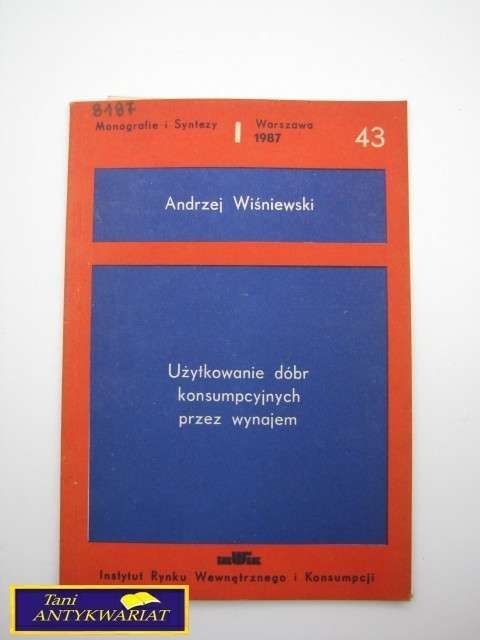 8187
Monografie i Syntezy
Warszawa
1987
43
Andrzej Wiśniewski
Użytkowanie dóbr
konsumpcyjnych
przez wynajem
Instytut Rynku Wewnętrznego i Konsumpcji
Tani
ANTYKWARIAT